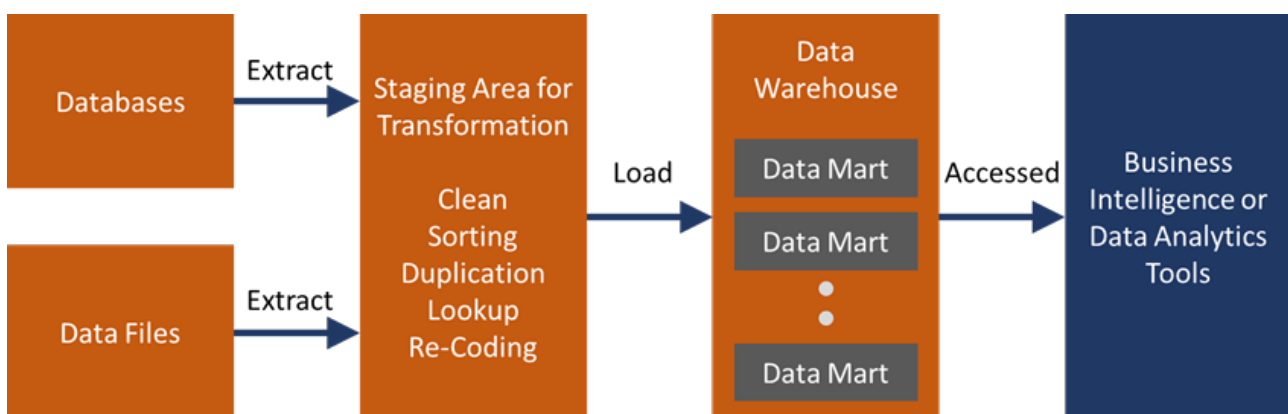 Databases
Extract
Data Files
Extract
Staging Area for
Transformation
Clean
Sorting
Duplication
Lookup
Re-Coding
Load
Data
Warehouse
Data Mart
Data Mart
Data Mart
Accessed
Business
Intelligence or
Data Analytics
Tools